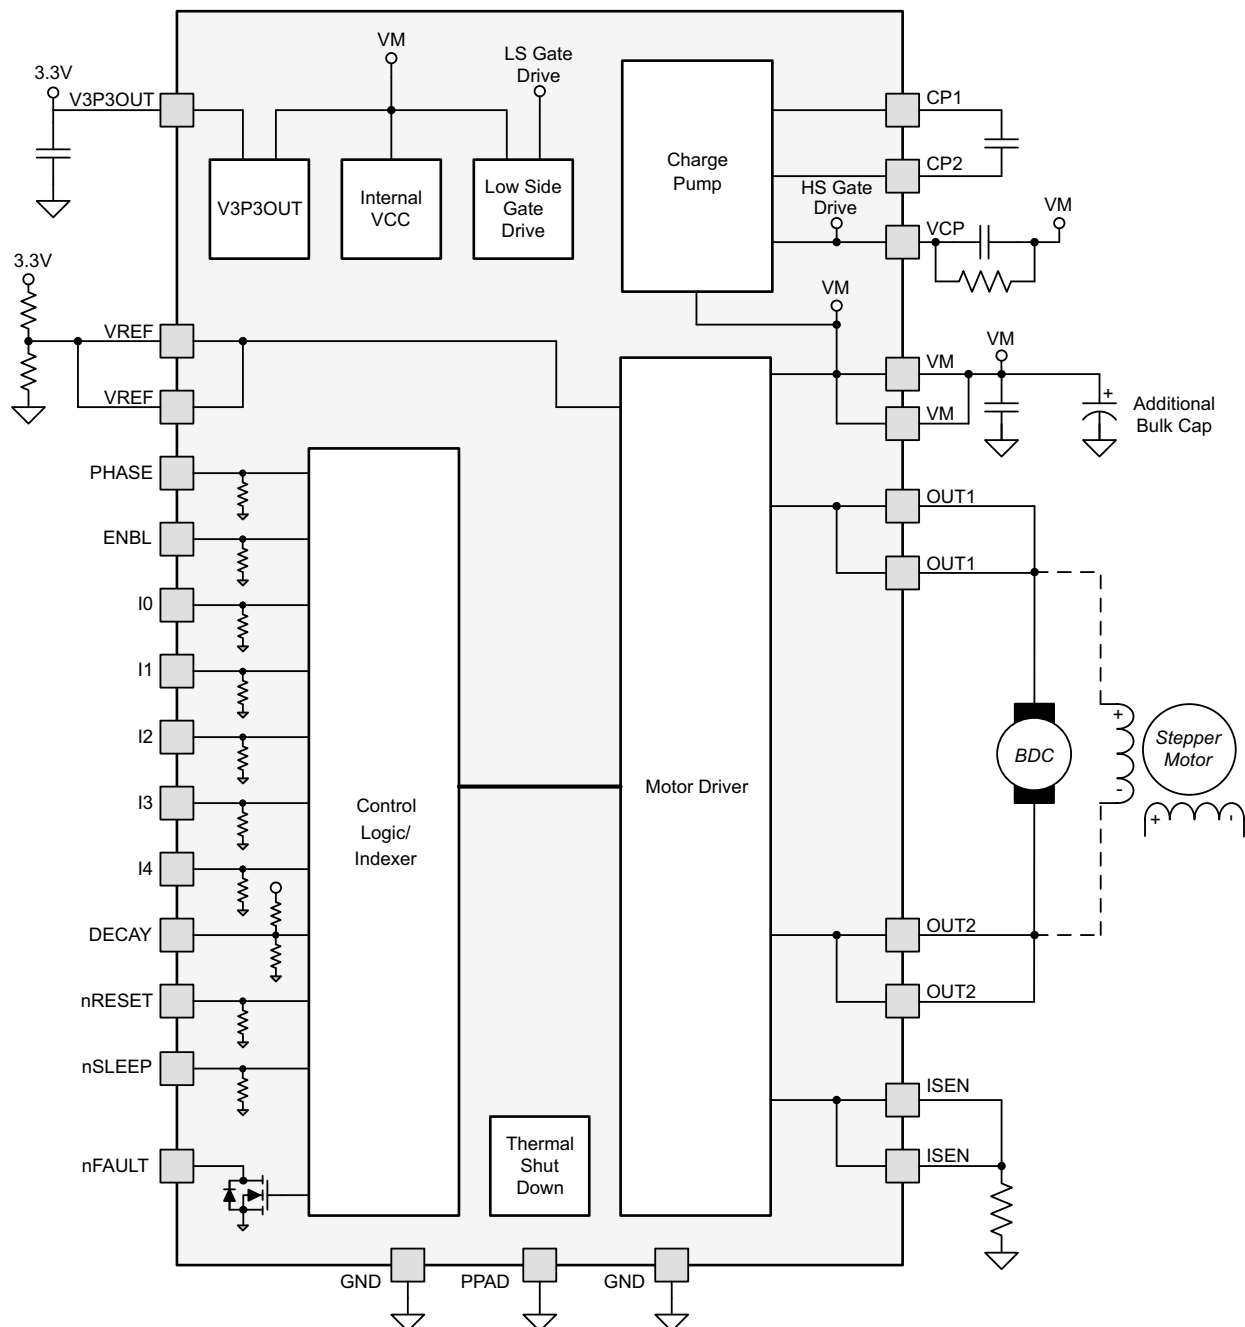 VM
LS Gate
Drive
3.3V
V3P3OUT
V3P3OUT
Internal
VCC
Low Side
Gate
Drive
Charge
Pump
CP1
CP2
HS Gate
Drive
VCP
VM
3.3V
VREF
VREF
VM
VM
VM
VM
+
Additional
Bulk Cap
PHASE
ENBL
I0
I1
I2
I3
I4
DECAY
nRESET
nSLEEP
nFAULT
Control
Logic/
Indexer
Motor Driver
Thermal
Shut
Down
OUT1
OUT1
BDC
+
-
Stepper
Motor
+
-
OUT2
OUT2
ISEN
ISEN
GND
PPAD
GND